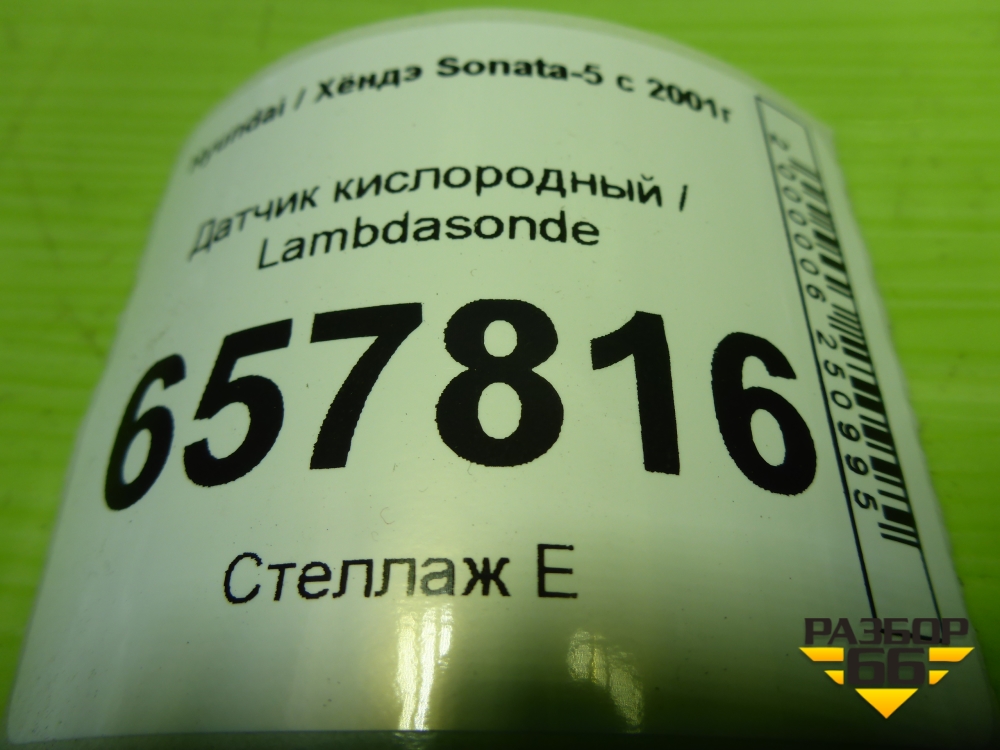 Hyundai / Хёндэ Sonata-5 с 2001г
Датчик кислородный /
Lambdasonde
657816
Стеллаж Е
2000006250995
РАЗБОР
66